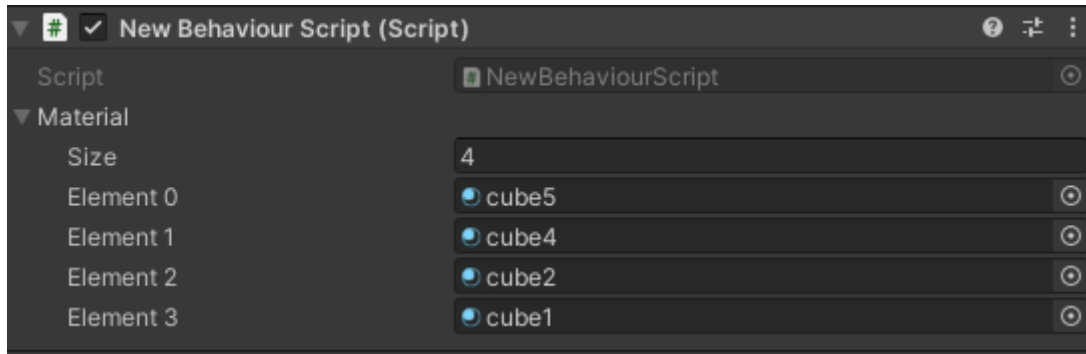 New Behaviour Script (Script)
Script NewBehaviourScript
Material
Size 4
Element 0 cube5
Element 1 cube4
Element 2 cube2
Element 3 cube1